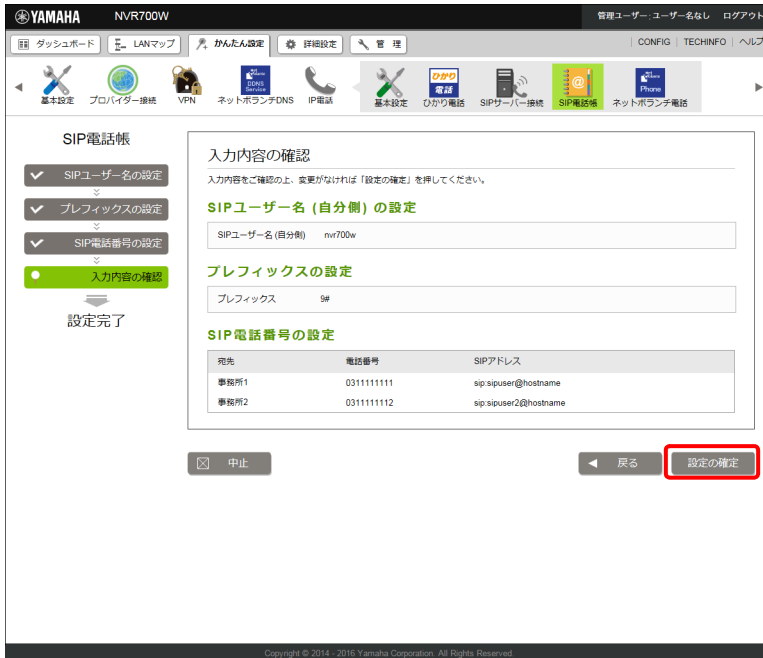 YAMAHA NVR700W 管理ユーザー:ユーザー名なし ログアウト
ダッシュボード LANマップ かんたん設定 詳細設定 管 理 | CONFIG | TECHINFO | ヘルプ
DDNS Service ひかり電話 @ Phone
基本設定 プロバイダー接続 VPN ネットボランチDNS IP電話 基本設定 ひかり電話 SIPサーバー接続 SIP電話帳 ネットボランチ電話
SIP電話帳
SIPユーザー名の設定
プレフィックスの設定
SIP電話番号の設定
入力内容の確認
設定完了
入力内容の確認
入力内容をご確認の上、変更がなければ「設定の確定」を押してください。
SIPユーザー名 (自分側) の設定
SIPユーザー名 (自分側) nvr700w
プレフィックスの設定
プレフィックス 9#
SIP電話番号の設定
宛先 電話番号 SIPアドレス
事務所1 0311111111 sip:sipuser@hostname
事務所2 0311111112 sip:sipuser2@hostname
中止 戻る 設定の確定
Copyright © 2014 - 2016 Yamaha Corporation. All Rights Reserved.